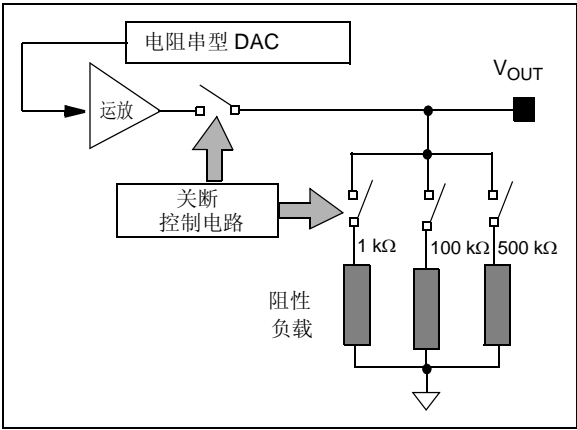 电阻串型 DAC
运放
VOUT
关断
控制电路
1 kΩ
100 kΩ
500 kΩ
阻性
负载